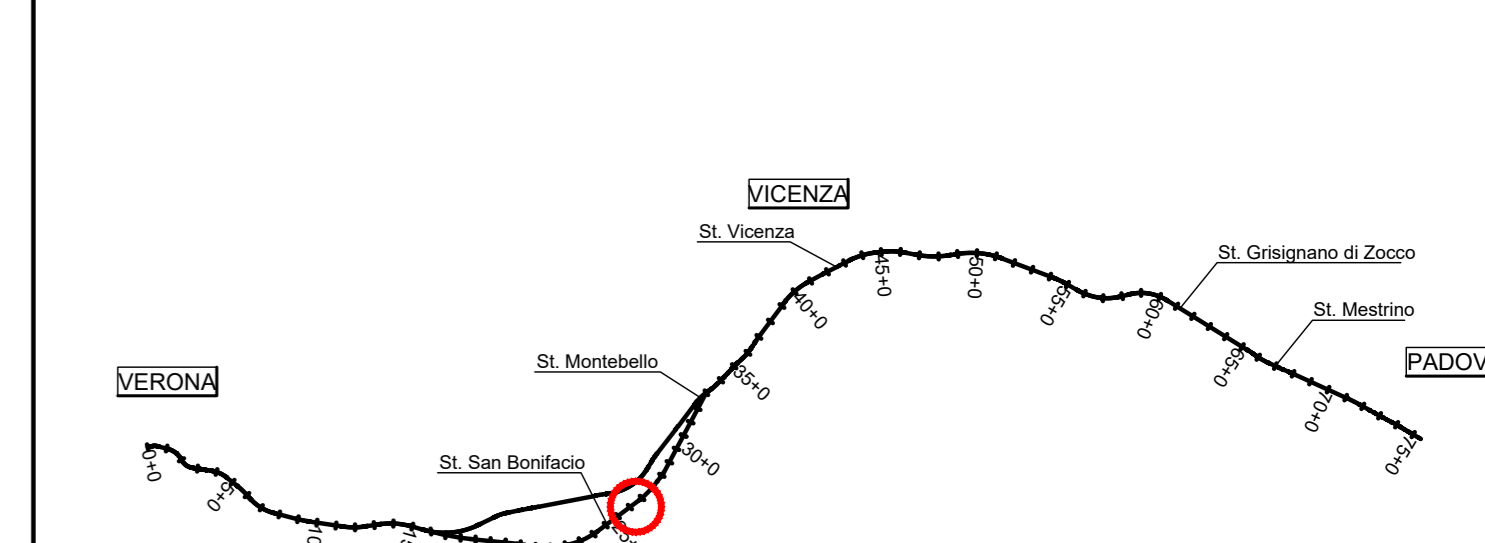 VICENZA
St. Vicenza
St. Grisignano di Zocco
45+0
50+0
55+0
40+0
60+0
St. Mestrino
65+0
PADOV
St. Montebello
35+0
VERONA
70+0
75+0
30+0
St. San Bonifacio
0+0
5+0